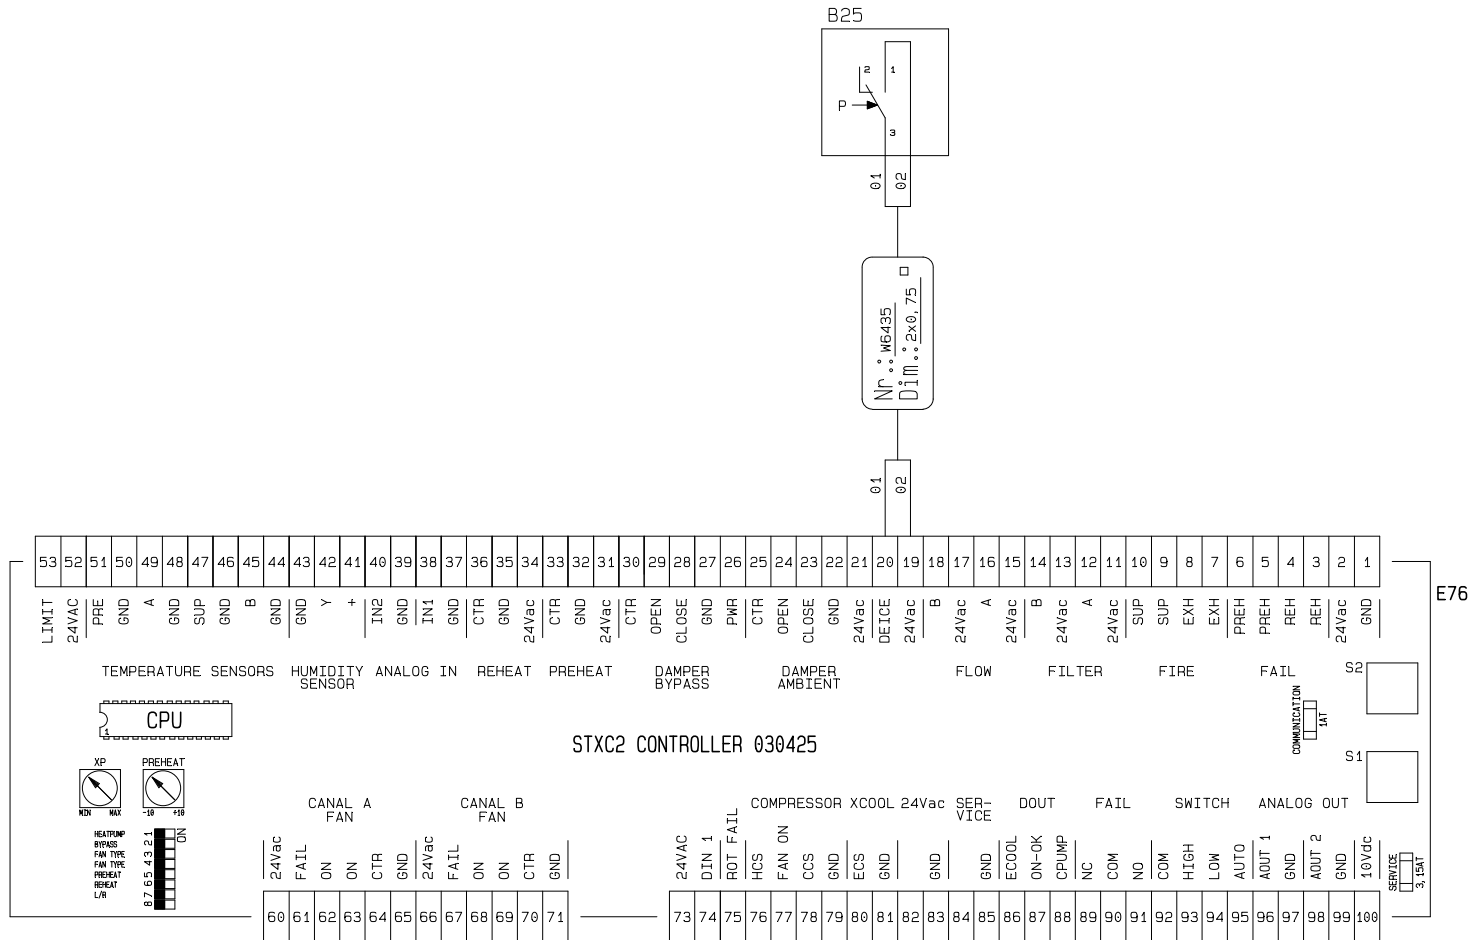 B25
2 1
P
3
01 02
Nr.: W6435
Dim.: 2x0,75
01 02
53 52 51 50 49 48 47 46 45 44 43 42 41 40 39 38 37 36 35 34 33 32 31 30 29 28 27 26 25 24 23 22 21 20 19 18 17 16 15 14 13 12 11 10 9 8 7 6 5 4 3 2 1
E76
LIMIT 24VAC PRE GND A GND SUP GND B GND GND Y + IN2 GND IN1 GND CTR GND 24Vac CTR GND 24Vac CTR OPEN CLOSE GND PWR CTR OPEN CLOSE GND 24Vac DEICE 24Vac B 24Vac A 24Vac B 24Vac A 24Vac SUP SUP EXH EXH PREH PREH REH REH 24Vac GND
TEMPERATURE SENSORS HUMIDITY ANALOG IN REHEAT PREHEAT DAMPER DAMPER FLOW FILTER FIRE FAIL S2
SENSOR BYPASS AMBIENT
CPU
1
COMMUNICATION
1AT
STXC2 CONTROLLER 030425
XP PREHEAT
S1
MIN MAX -10 +10
CANAL A CANAL B COMPRESSOR XCOOL 24Vac SER- DOUT FAIL SWITCH ANALOG OUT
FAN FAN VICE
ON
HEATPUMP 1
BYPASS 2
FAN TYPE 3
FAN TYPE 4
PREHEAT 5
REHEAT 6
L/R 7
8
24Vac FAIL ON ON CTR GND 24Vac FAIL ON ON CTR GND 24VAC DIN 1 ROT FAIL HCS FAN ON CCS GND ECS GND GND GND ECOOL ON-OK CPUMP NC COM NO COM HIGH LOW AUTO AOUT 1 GND AOUT 2 GND 10Vdc
SERVICE
3,15AT
60 61 62 63 64 65 66 67 68 69 70 71 73 74 75 76 77 78 79 80 81 82 83 84 85 86 87 88 89 90 91 92 93 94 95 96 97 98 99 100